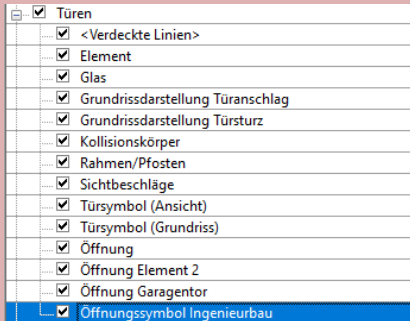 Türen
<Verdeckte Linien>
Element
Glas
Grundrissdarstellung Türanschlag
Grundrissdarstellung Türsturz
Kollisionskörper
Rahmen/Pfosten
Sichtbeschläge
Türsymbol (Ansicht)
Türsymbol (Grundriss)
Öffnung
Öffnung Element 2
Öffnung Garagentor
Öffnungssymbol Ingenieurbau